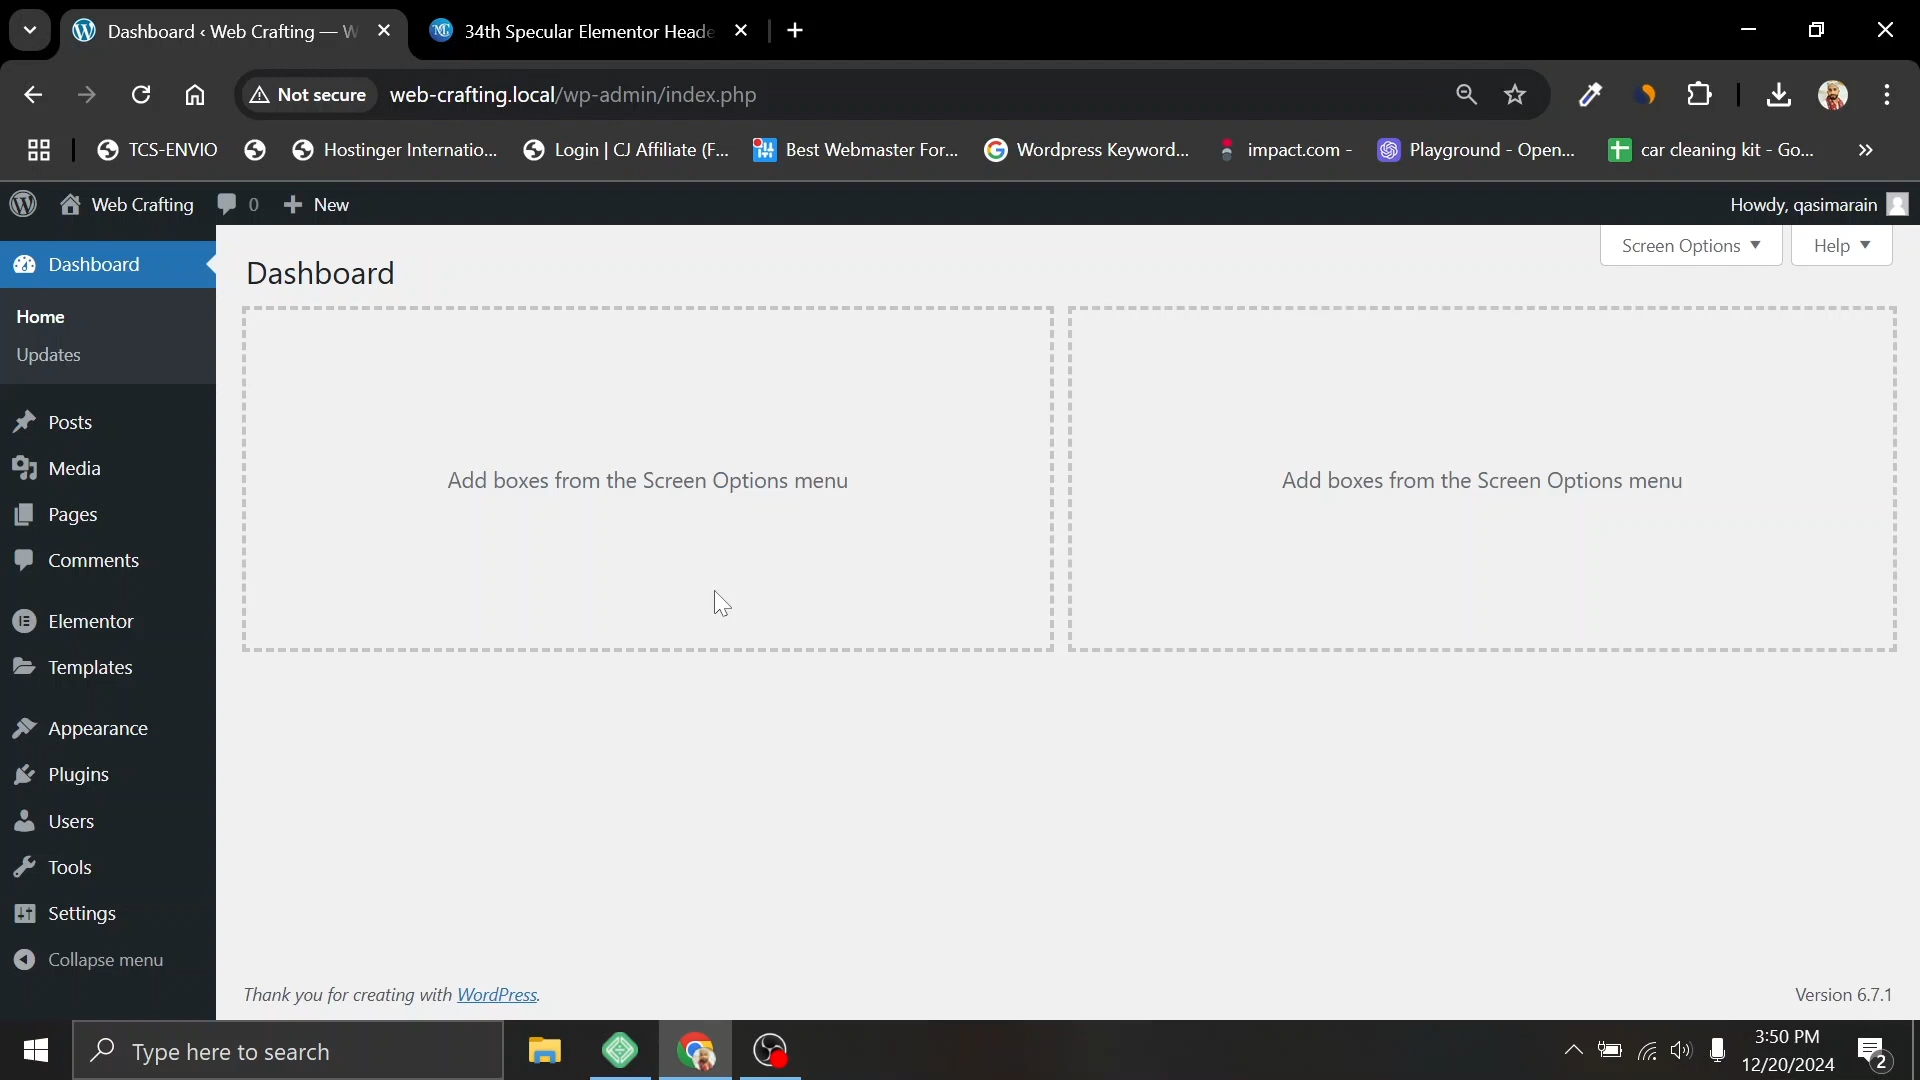 Dashboard ‹ Web Crafting — W
34th Specular Elementor Heade
Not secure
web-crafting.local/wp-admin/index.php
TCS-ENVIO
Hostinger Internatio...
Login | CJ Affiliate (F...
Best Webmaster For...
Wordpress Keyword...
impact.com -
Playground - Open...
car cleaning kit - Go...
Web Crafting
0
New
Howdy, qasimarain
Screen Options
Help
Dashboard
Home
Updates
Posts
Media
Pages
Comments
Elementor
Templates
Appearance
Plugins
Users
Tools
Settings
Collapse menu
Dashboard
Add boxes from the Screen Options menu
Add boxes from the Screen Options menu
Thank you for creating with WordPress.
Version 6.7.1
Type here to search
3:50 PM
12/20/2024
2